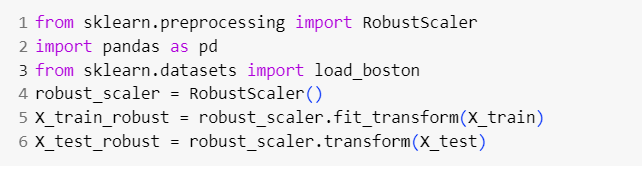 1 from sklearn.preprocessing import RobustScaler
2 import pandas as pd
3 from sklearn.datasets import load_boston
4 robust_scaler = RobustScaler()
5 X_train_robust = robust_scaler.fit_transform(X_train)
6 X_test_robust = robust_scaler.transform(X_test)